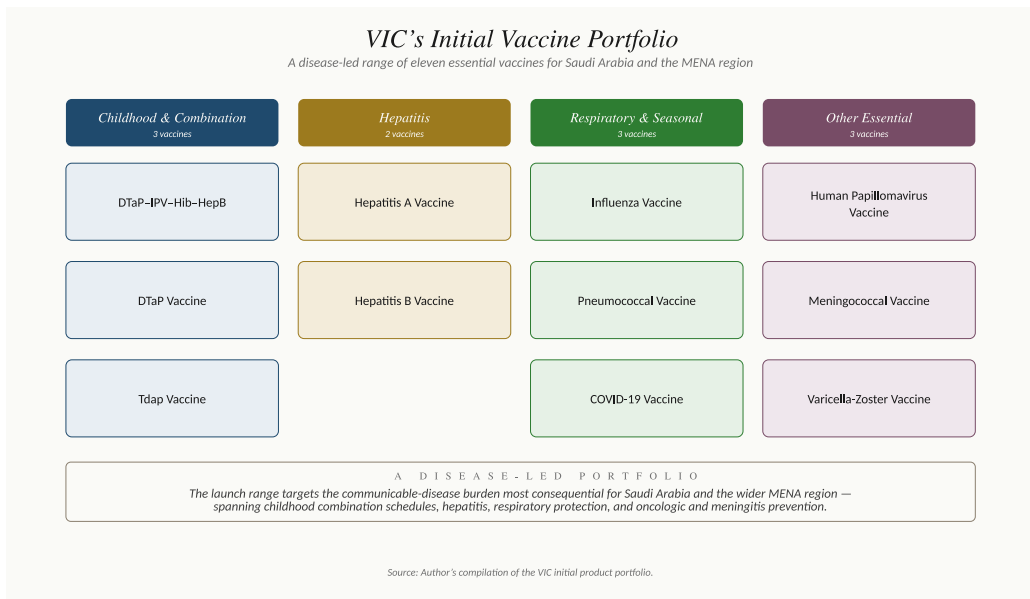 VIC’s Initial Vaccine Portfolio
A disease-led range of eleven essential vaccines for Saudi Arabia and the MENA region
Childhood & Combination
3 vaccines
Hepatitis
2 vaccines
Respiratory & Seasonal
3 vaccines
Other Essential
3 vaccines
DTaP–IPV–Hib–HepB
Hepatitis A Vaccine
Influenza Vaccine
Human Papillomavirus
Vaccine
DTaP Vaccine
Hepatitis B Vaccine
Pneumococcal Vaccine
Meningococcal Vaccine
Tdap Vaccine
COVID-19 Vaccine
Varicella-Zoster Vaccine
A DISEASE-LED PORTFOLIO
The launch range targets the communicable-disease burden most consequential for Saudi Arabia and the wider MENA region —
spanning childhood combination schedules, hepatitis, respiratory protection, and oncologic and meningitis prevention.
Source: Author’s compilation of the VIC initial product portfolio.